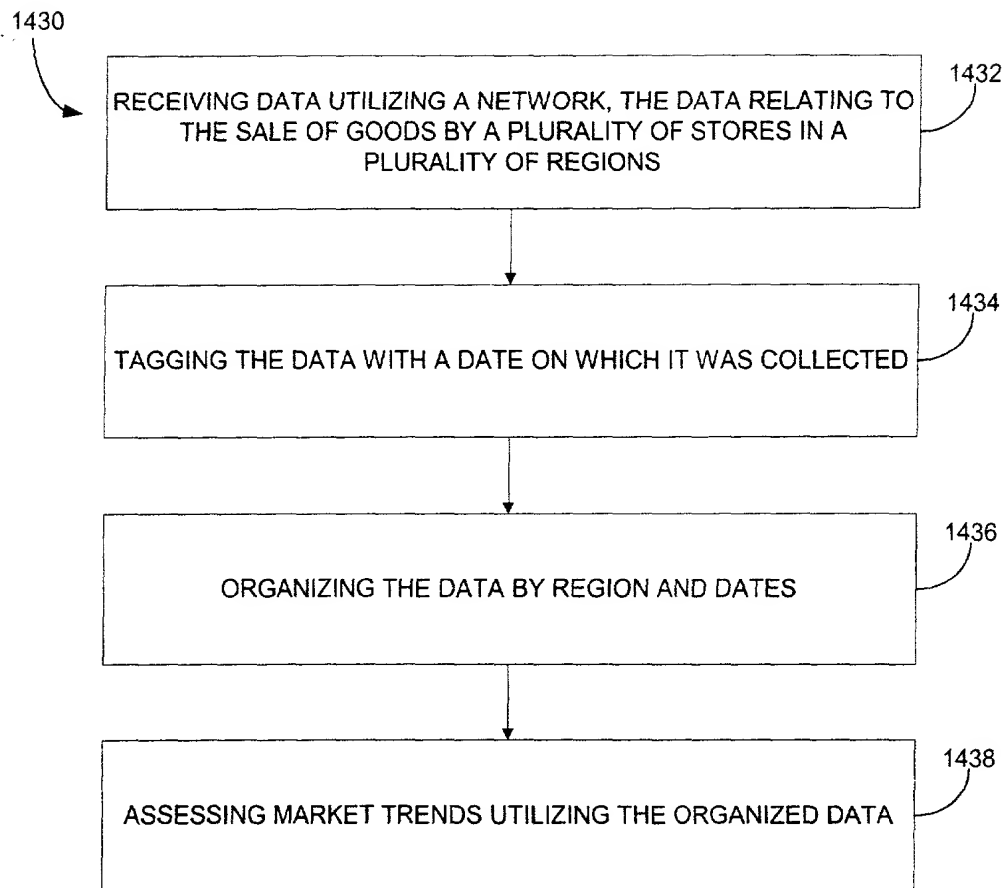 1430
1432
RECEIVING DATA UTILIZING A NETWORK, THE DATA RELATING TO
THE SALE OF GOODS BY A PLURALITY OF STORES IN A
PLURALITY OF REGIONS
1434
TAGGING THE DATA WITH A DATE ON WHICH IT WAS COLLECTED
1436
ORGANIZING THE DATA BY REGION AND DATES
1438
ASSESSING MARKET TRENDS UTILIZING THE ORGANIZED DATA